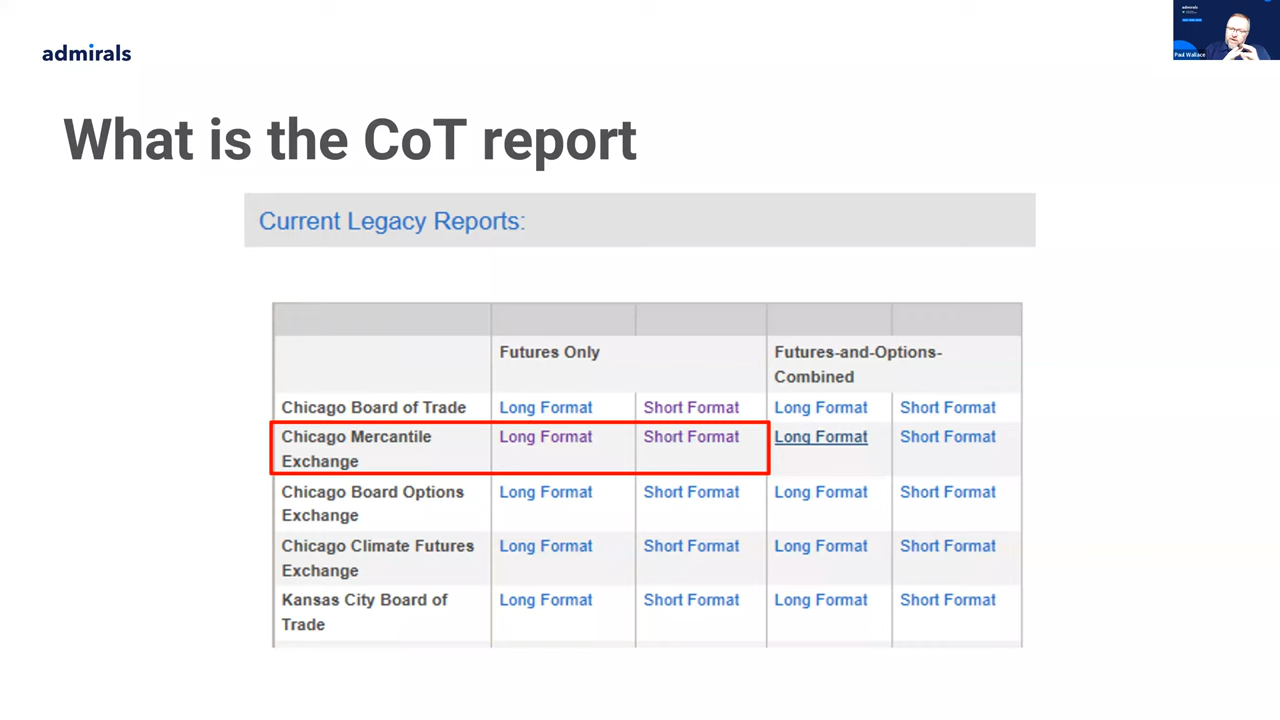 admirals
admirals
Paul Wallace
What is the CoT report
Current Legacy Reports:
Futures Only Futures-and-Options-
Combined
Chicago Board of Trade Long Format Short Format Long Format Short Format
Chicago Mercantile Long Format Short Format Long Format Short Format
Exchange
Chicago Board Options Long Format Short Format Long Format Short Format
Exchange
Chicago Climate Futures Long Format Short Format Long Format Short Format
Exchange
Kansas City Board of Long Format Short Format Long Format Short Format
Trade